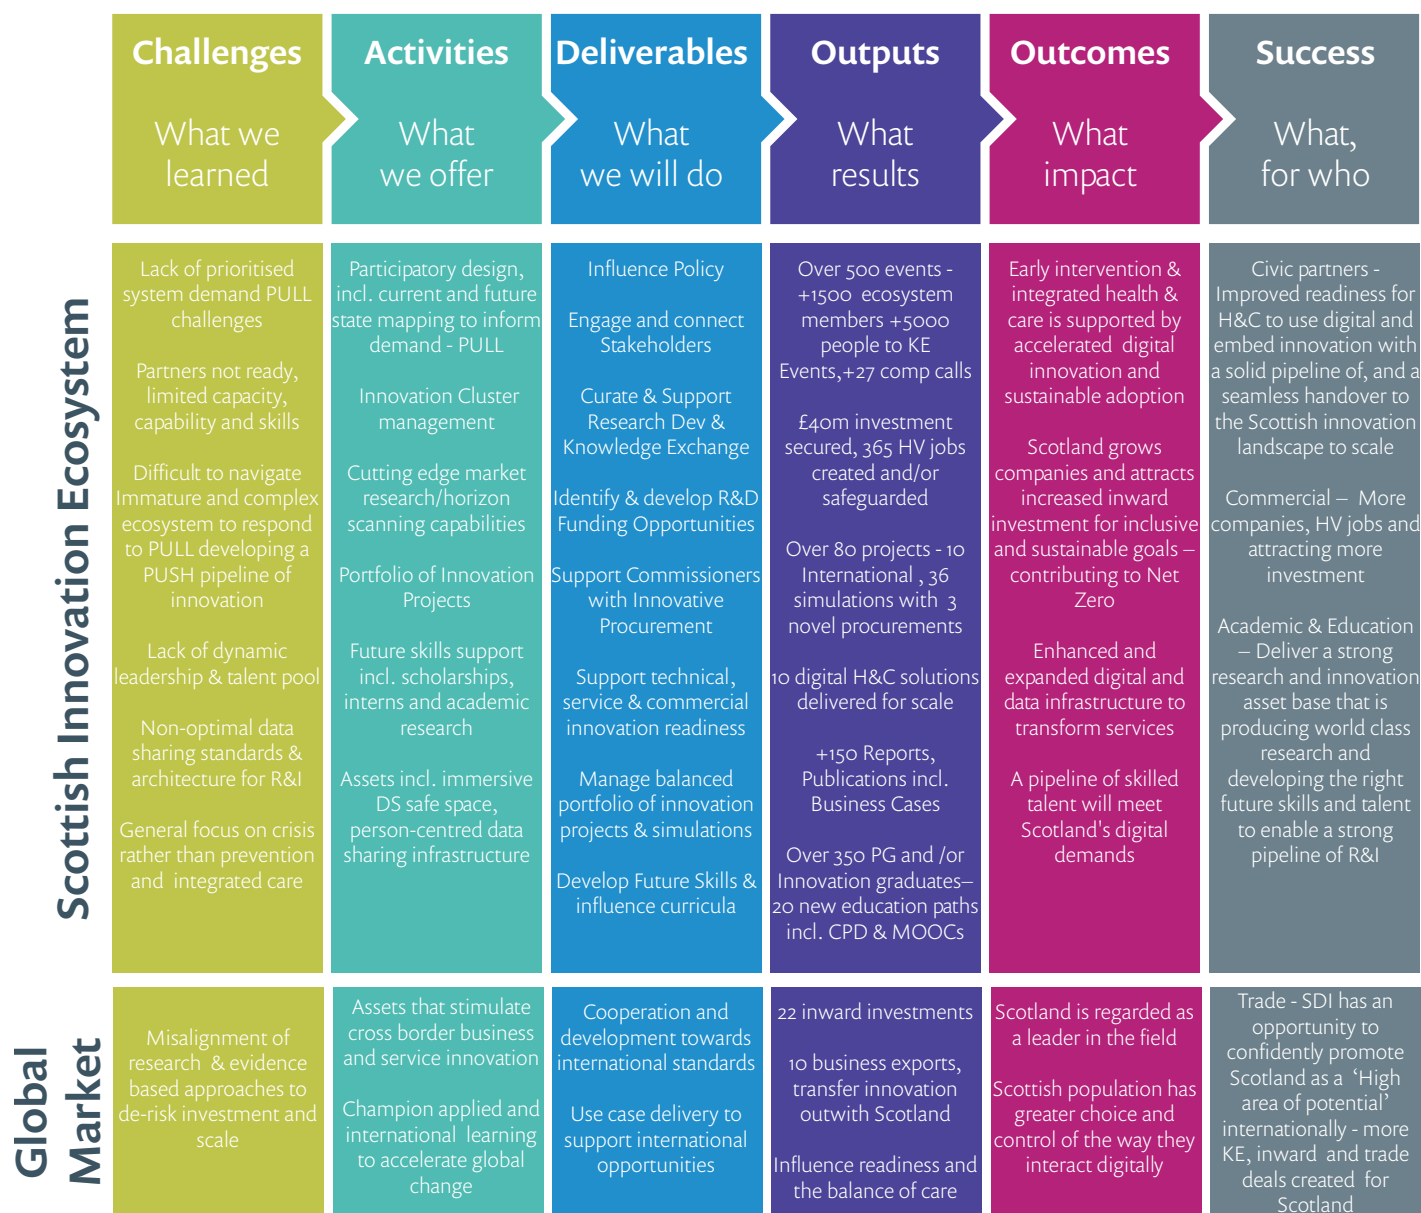 Challenges
What we
learned
Activities
What
we offer
Deliverables
What
we will do
Outputs
What
results
Outcomes
What
impact
Success
What,
for who
Scottish Innovation Ecosystem
Lack of prioritised
system demand PULL
challenges
Partners not ready,
limited capacity,
capability and skills
Difficult to navigate
Immature and complex
ecosystem to respond
to PULL developing a
PUSH pipeline of
innovation
Lack of dynamic
leadership & talent pool
Non-optimal data
sharing standards &
architecture for R&I
General focus on crisis
rather than prevention
and integrated care
Participatory design,
incl. current and future
state mapping to inform
demand - PULL
Innovation Cluster
management
Cutting edge market
research/horizon
scanning capabilities
Portfolio of Innovation
Projects
Future skills support
incl. scholarships,
interns and academic
research
Assets incl. immersive
DS safe space,
person-centred data
sharing infrastructure
Influence Policy
Engage and connect
Stakeholders
Curate & Support
Research Dev &
Knowledge Exchange
Identify & develop R&D
Funding Opportunities
Support Commissioners
with Innovative
Procurement
Support technical,
service & commercial
innovation readiness
Manage balanced
portfolio of innovation
projects & simulations
Develop Future Skills &
influence curricula
Over 500 events -
+1500 ecosystem
members +5000
people to KE
Events,+27 comp calls
£40m investment
secured, 365 HV jobs
created and/or
safeguarded
Over 80 projects - 10
International , 36
simulations with 3
novel procurements
10 digital H&C solutions
delivered for scale
+150 Reports,
Publications incl.
Business Cases
Over 350 PG and /or
Innovation graduates–
20 new education paths
incl. CPD & MOOCs
Early intervention &
integrated health &
care is supported by
accelerated digital
innovation and
sustainable adoption
Scotland grows
companies and attracts
increased inward
investment for inclusive
and sustainable goals –
contributing to Net
Zero
Enhanced and
expanded digital and
data infrastructure to
transform services
A pipeline of skilled
talent will meet
Scotland's digital
demands
Civic partners -
Improved readiness for
H&C to use digital and
embed innovation with
a solid pipeline of, and a
seamless handover to
the Scottish innovation
landscape to scale
Commercial – More
companies, HV jobs and
attracting more
investment
Academic & Education
– Deliver a strong
research and innovation
asset base that is
producing world class
research and
developing the right
future skills and talent
to enable a strong
pipeline of R&I
Global
Market
Misalignment of
research & evidence
based approaches to
de-risk investment and
scale
Assets that stimulate
cross border business
and service innovation
Champion applied and
international learning
to accelerate global
change
Cooperation and
development towards
international standards
Use case delivery to
support international
opportunities
22 inward investments
10 business exports,
transfer innovation
outwith Scotland
Influence readiness and
the balance of care
Scotland is regarded as
a leader in the field
Scottish population has
greater choice and
control of the way they
interact digitally
Trade - SDI has an
opportunity to
confidently promote
Scotland as a ‘High
area of potential’
internationally - more
KE, inward and trade
deals created for
Scotland